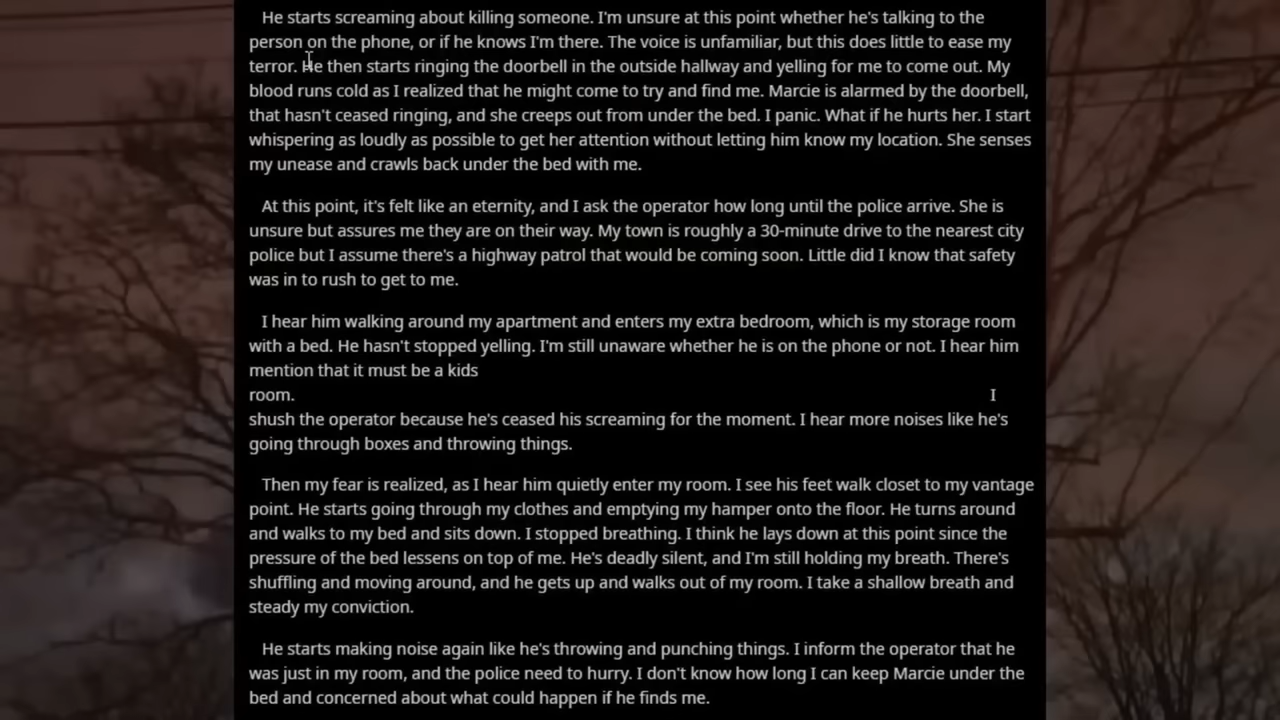 He starts screaming about killing someone. I'm unsure at this point whether he's talking to the
person on the phone, or if he knows I'm there. The voice is unfamiliar, but this does little to ease my
terror. He then starts ringing the doorbell in the outside hallway and yelling for me to come out. My
blood runs cold as I realized that he might come to try and find me. Marcie is alarmed by the doorbell,
that hasn't ceased ringing, and she creeps out from under the bed. I panic. What if he hurts her. I start
whispering as loudly as possible to get her attention without letting him know my location. She senses
my unease and crawls back under the bed with me.
At this point, it's felt like an eternity, and I ask the operator how long until the police arrive. She is
unsure but assures me they are on their way. My town is roughly a 30-minute drive to the nearest city
police but I assume there's a highway patrol that would be coming soon. Little did I know that safety
was in to rush to get to me.
I hear him walking around my apartment and enters my extra bedroom, which is my storage room
with a bed. He hasn't stopped yelling. I'm still unaware whether he is on the phone or not. I hear him
mention that it must be a kids
room. I
shush the operator because he's ceased his screaming for the moment. I hear more noises like he's
going through boxes and throwing things.
Then my fear is realized, as I hear him quietly enter my room. I see his feet walk closet to my vantage
point. He starts going through my clothes and emptying my hamper onto the floor. He turns around
and walks to my bed and sits down. I stopped breathing. I think he lays down at this point since the
pressure of the bed lessens on top of me. He's deadly silent, and I'm still holding my breath. There's
shuffling and moving around, and he gets up and walks out of my room. I take a shallow breath and
steady my conviction.
He starts making noise again like he's throwing and punching things. I inform the operator that he
was just in my room, and the police need to hurry. I don't know how long I can keep Marcie under the
bed and concerned about what could happen if he finds me.